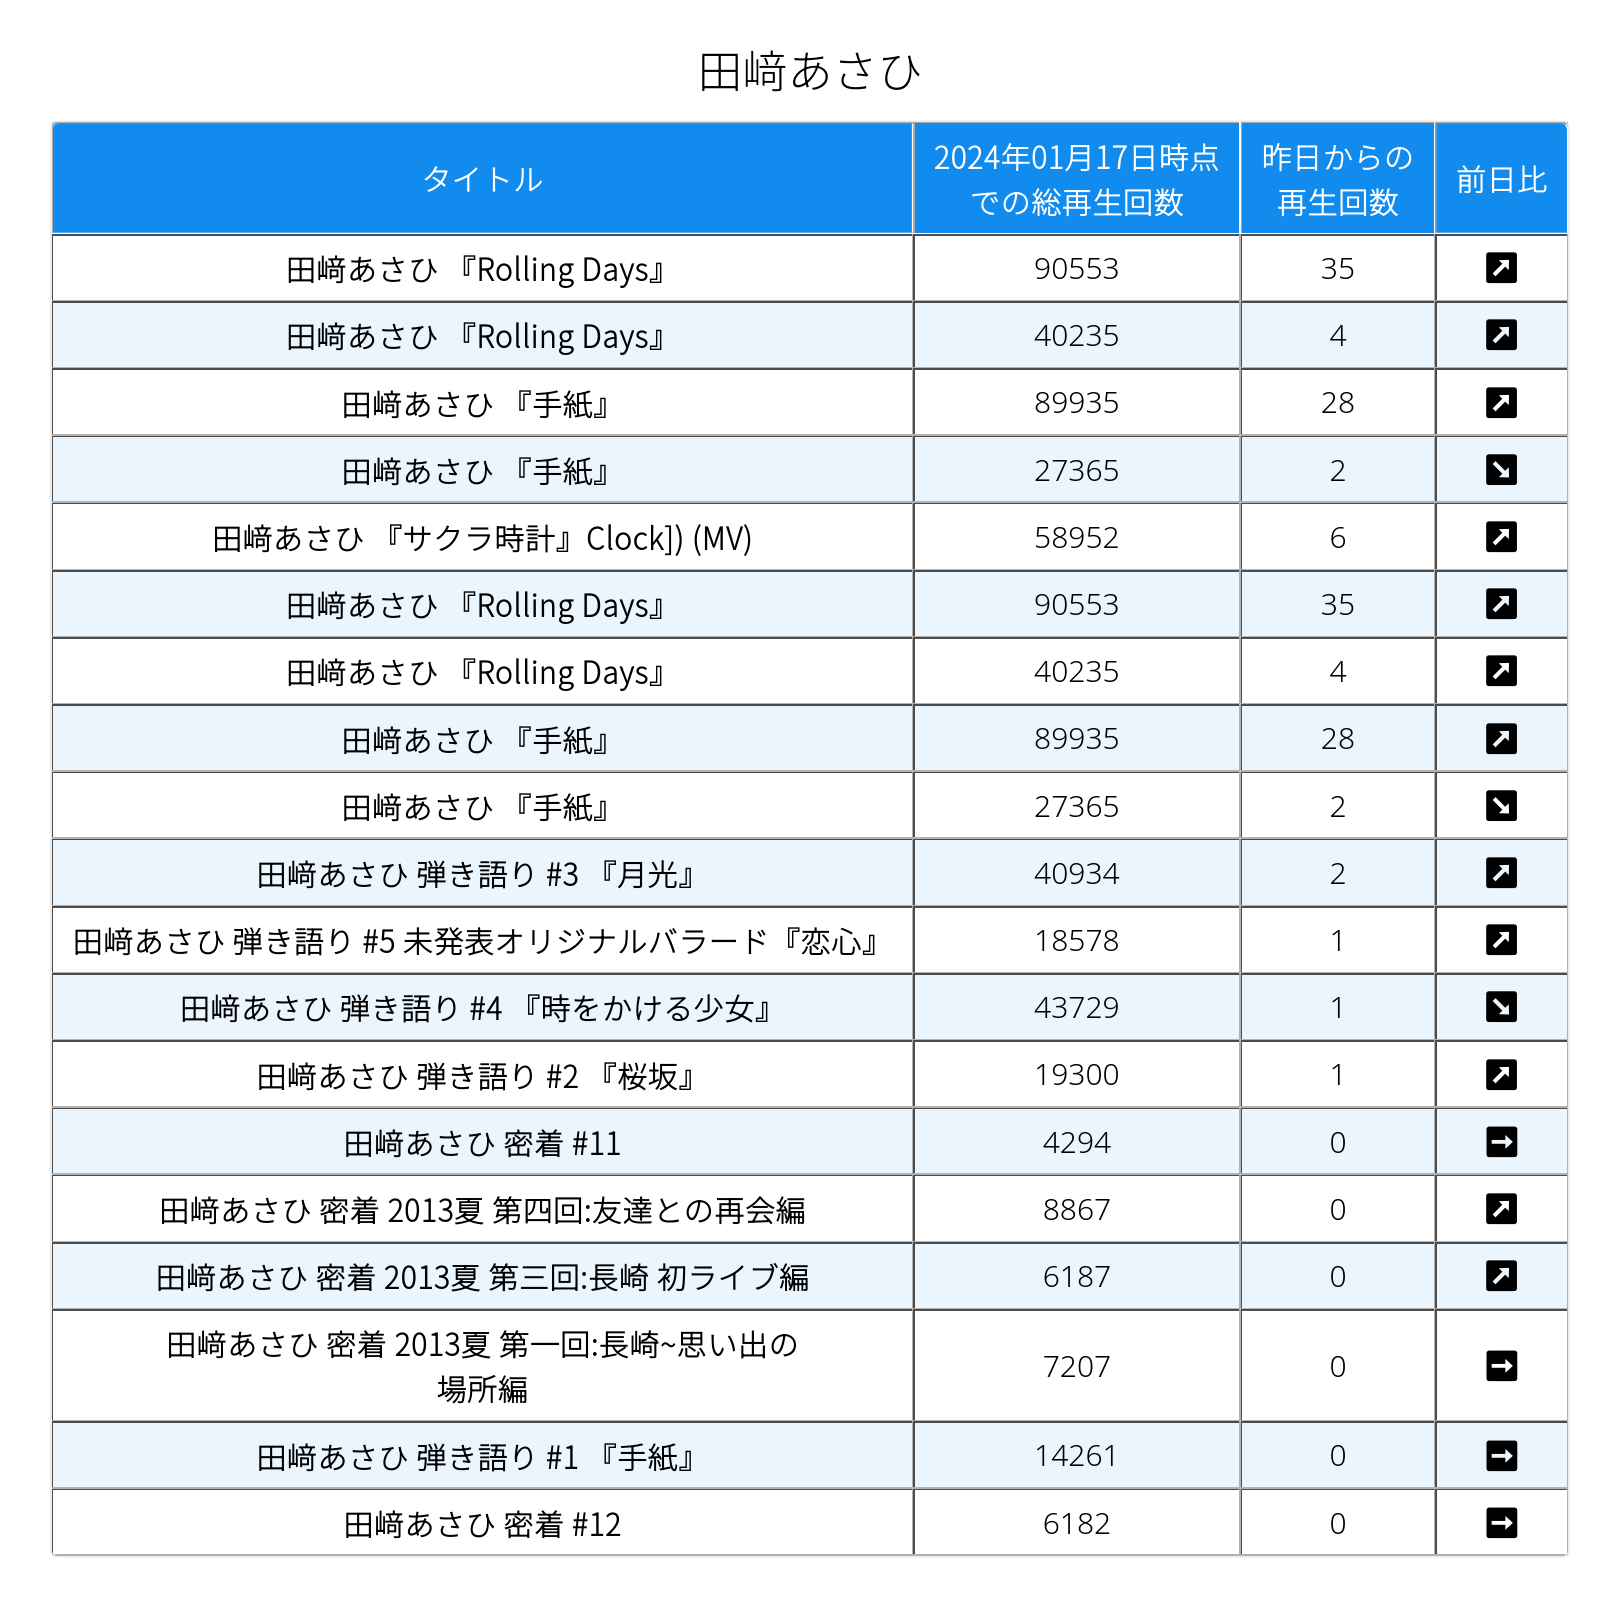 田﨑あさひ
タイトル 2024年01月17日時点での総再生回数 昨日からの再生回数 前日比
田﨑あさひ 『Rolling Days』 90553 35 ↗
田﨑あさひ 『Rolling Days』 40235 4 ↗
田﨑あさひ 『手紙』 89935 28 ↗
田﨑あさひ 『手紙』 27365 2 ↘
田﨑あさひ 『サクラ時計』Clock]) (MV) 58952 6 ↗
田﨑あさひ 『Rolling Days』 90553 35 ↗
田﨑あさひ 『Rolling Days』 40235 4 ↗
田﨑あさひ 『手紙』 89935 28 ↗
田﨑あさひ 『手紙』 27365 2 ↘
田﨑あさひ 弾き語り #3 『月光』 40934 2 ↗
田﨑あさひ 弾き語り #5 未発表オリジナルバラード『恋心』 18578 1 ↗
田﨑あさひ 弾き語り #4 『時をかける少女』 43729 1 ↘
田﨑あさひ 弾き語り #2 『桜坂』 19300 1 ↗
田﨑あさひ 密着 #11 4294 0 →
田﨑あさひ 密着 2013夏 第四回:友達との再会編 8867 0 ↗
田﨑あさひ 密着 2013夏 第三回:長崎 初ライブ編 6187 0 ↗
田﨑あさひ 密着 2013夏 第一回:長崎~思い出の場所編 7207 0 →
田﨑あさひ 弾き語り #1 『手紙』 14261 0 →
田﨑あさひ 密着 #12 6182 0 →